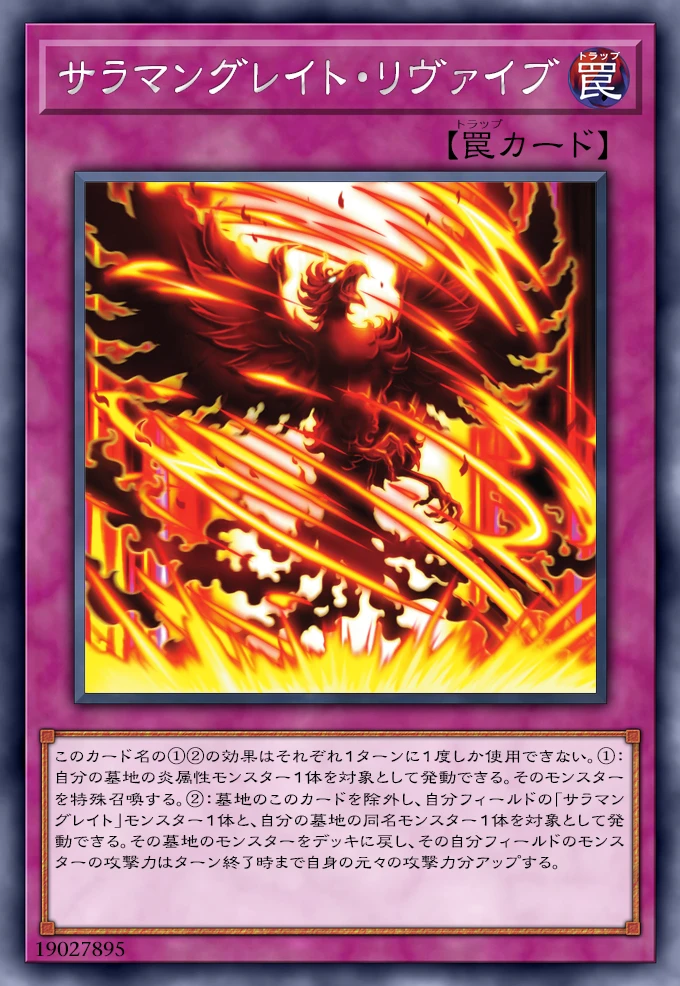 サラマングレイト・リヴァイブ
トラップ
罠
トラップ
【罠カード】
このカード名の①②の効果はそれぞれ1ターンに1度しか使用できない。①：
自分の墓地の炎属性モンスター1体を対象として発動できる。そのモンスター
を特殊召喚する。②：墓地のこのカードを除外し、自分フィールドの「サラマン
グレイト」モンスター1体と、自分の墓地の同名モンスター1体を対象として発
動できる。その墓地のモンスターをデッキに戻し、その自分フィールドのモンス
ターの攻撃力はターン終了時まで自身の元々の攻撃力分アップする。
19027895